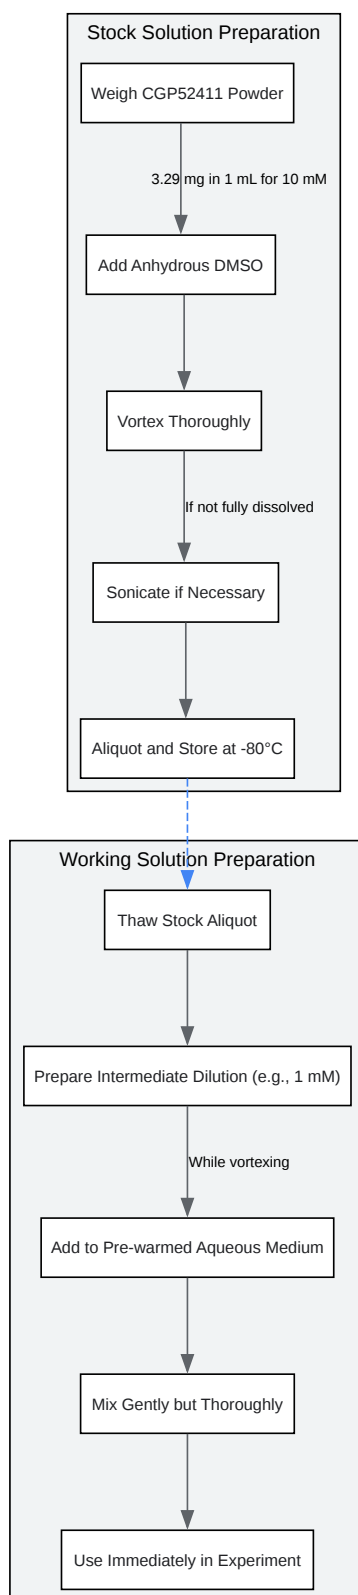 Stock Solution Preparation
Weigh CGP52411 Powder
3.29 mg in 1 mL for 10 mM
Add Anhydrous DMSO
Vortex Thoroughly
If not fully dissolved
Sonicate if Necessary
Aliquot and Store at -80°C
Working Solution Preparation
Thaw Stock Aliquot
Prepare Intermediate Dilution (e.g., 1 mM)
While vortexing
Add to Pre-warmed Aqueous Medium
Mix Gently but Thoroughly
Use Immediately in Experiment